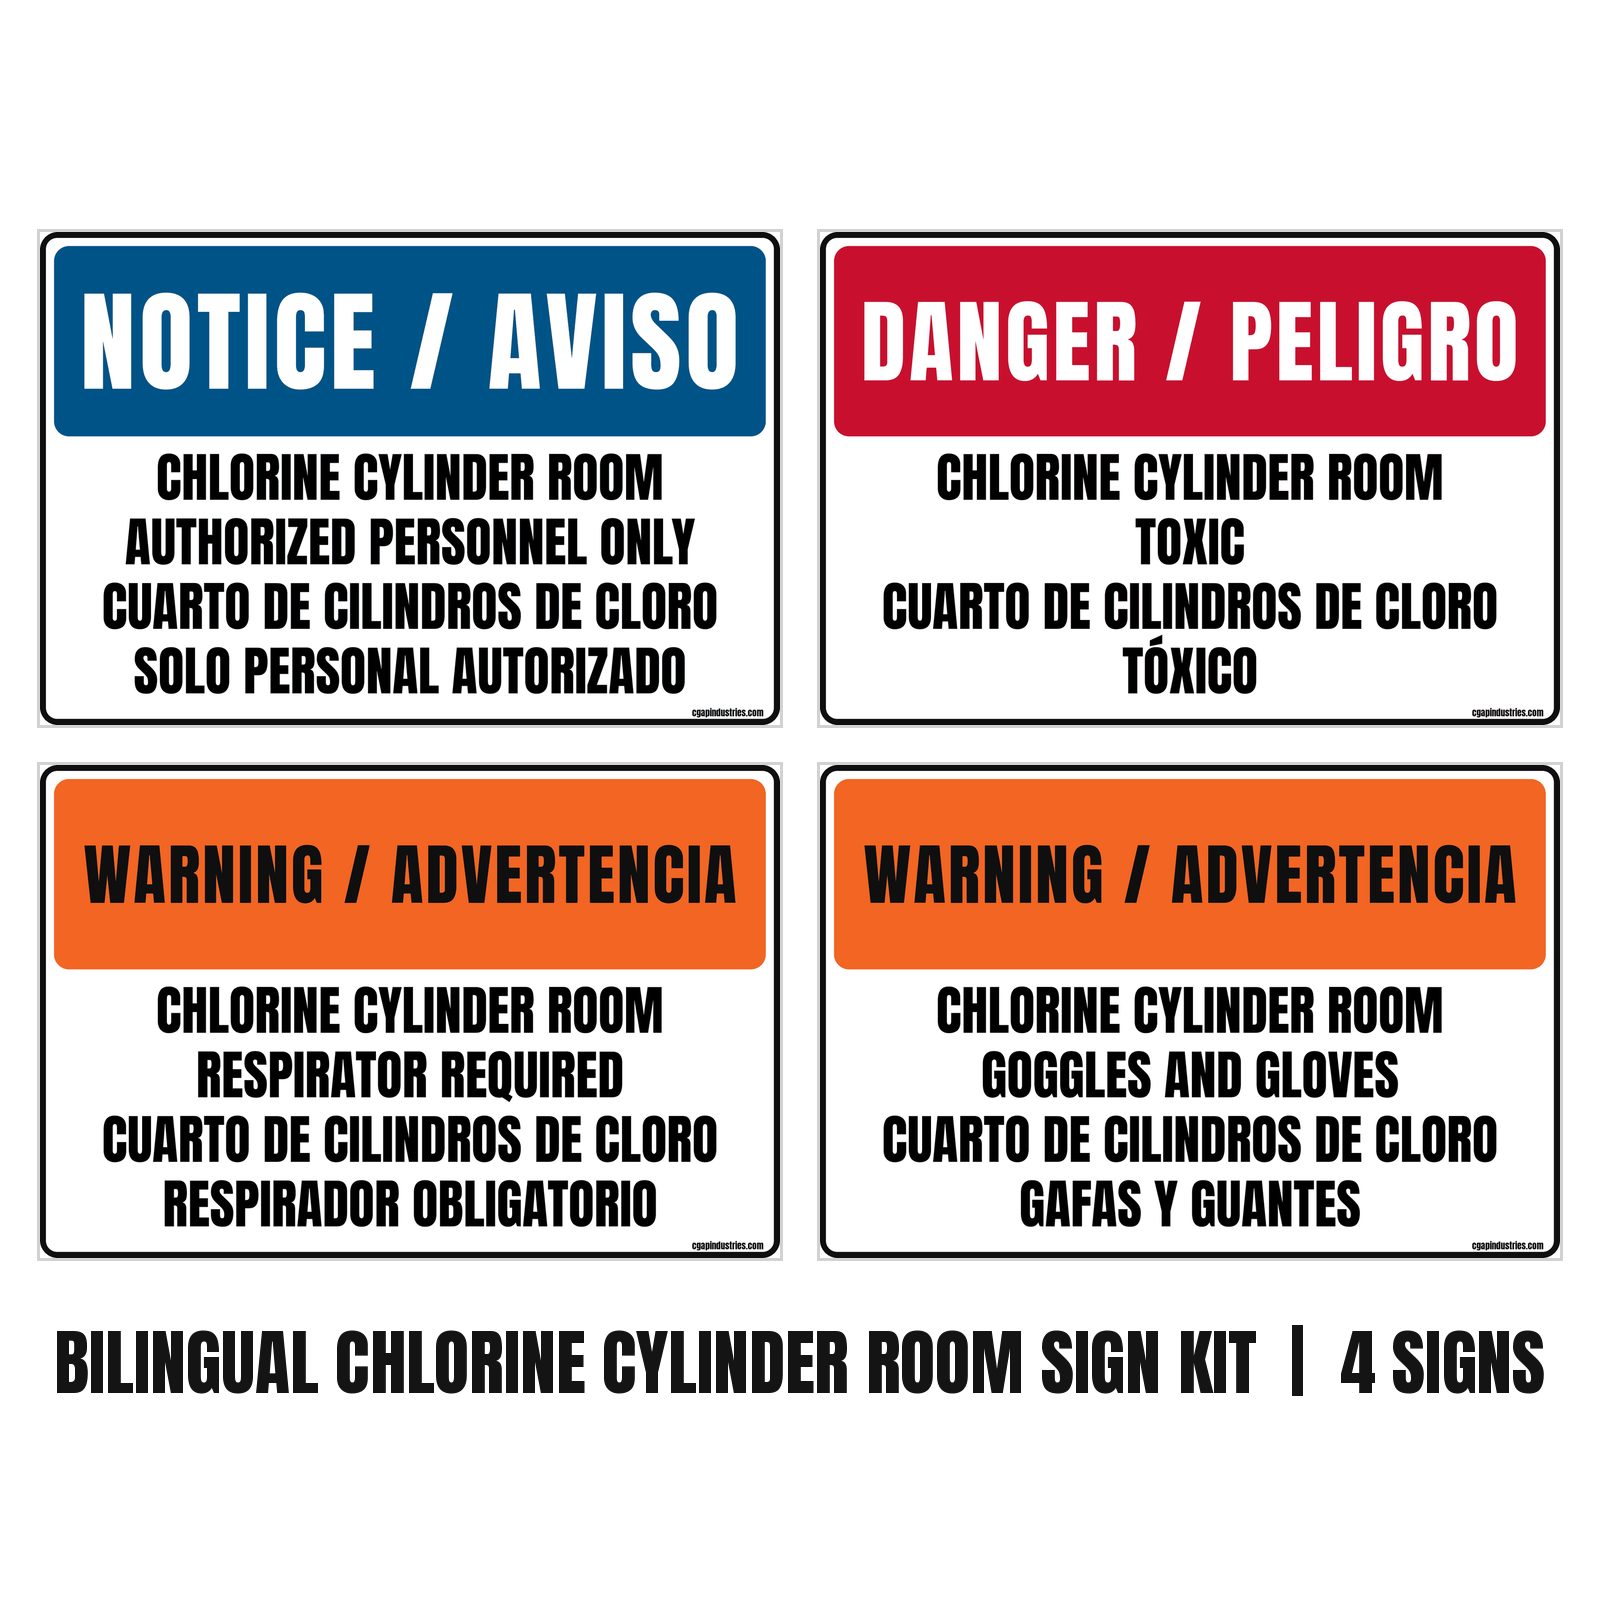 NOTICE / AVISO
CHLORINE CYLINDER ROOM
AUTHORIZED PERSONNEL ONLY
CUARTO DE CILINDROS DE CLORO
SOLO PERSONAL AUTORIZADO
cgapindustries.com
DANGER / PELIGRO
CHLORINE CYLINDER ROOM
TOXIC
CUARTO DE CILINDROS DE CLORO
TÓXICO
cgapindustries.com
WARNING / ADVERTENCIA
CHLORINE CYLINDER ROOM
RESPIRATOR REQUIRED
CUARTO DE CILINDROS DE CLORO
RESPIRADOR OBLIGATORIO
cgapindustries.com
WARNING / ADVERTENCIA
CHLORINE CYLINDER ROOM
GOGGLES AND GLOVES
CUARTO DE CILINDROS DE CLORO
GAFAS Y GUANTES
cgapindustries.com
BILINGUAL CHLORINE CYLINDER ROOM SIGN KIT | 4 SIGNS